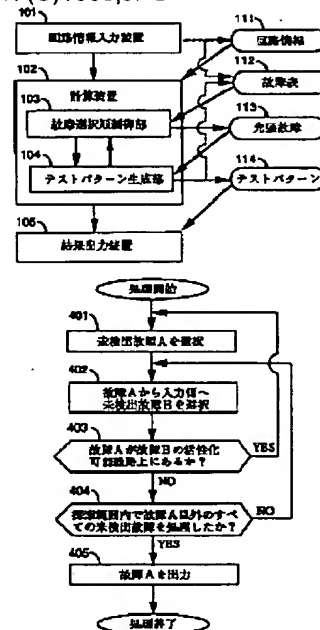 101
回路情報入力装置
111
回路情報
102
計算装置
112
故障表
103
故障選択順制御部
113
104
テストパターン生成部
114
テストパターン
105
結果出力装置
処理開始
401
未検出故障Aを選択
402
故障Aから入力側へ
未検出故障Bを選択
403
故障Aが故障Bの活性化
可能経路上にあるか?
YES
NO
404
探索範囲内で故障A以外のすべ
ての未検出故障を処理したか?
NO
YES
405
故障Aを出力
処理終了